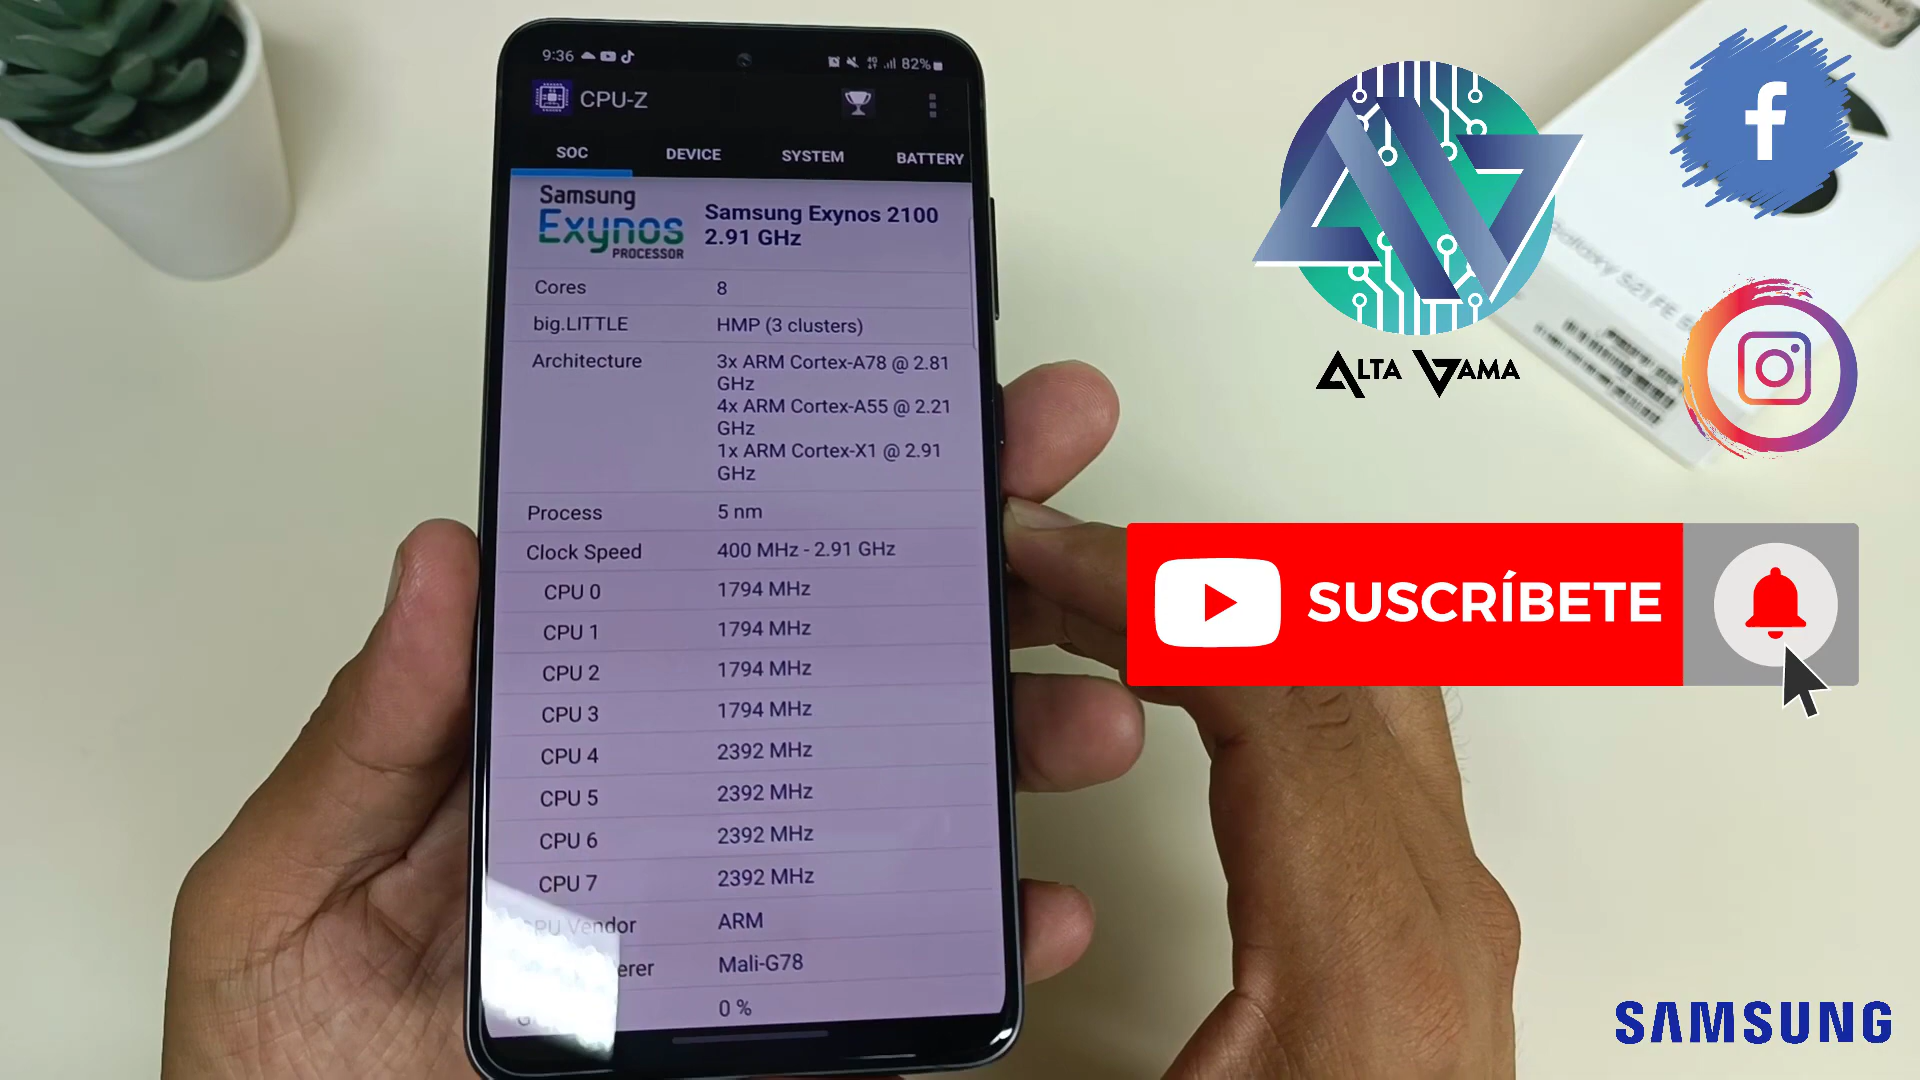 9:36
82%
CPU-Z
SOC DEVICE SYSTEM BATTERY
Samsung
Exynos
PROCESSOR
Samsung Exynos 2100
2.91 GHz
Cores 8
big.LITTLE HMP (3 clusters)
Architecture 3x ARM Cortex-A78 @ 2.81
GHz
4x ARM Cortex-A55 @ 2.21
GHz
1x ARM Cortex-X1 @ 2.91
GHz
Process 5 nm
Clock Speed 400 MHz - 2.91 GHz
CPU 0 1794 MHz
CPU 1 1794 MHz
CPU 2 1794 MHz
CPU 3 1794 MHz
CPU 4 2392 MHz
CPU 5 2392 MHz
CPU 6 2392 MHz
CPU 7 2392 MHz
Vendor ARM
Mali-G78
0 %
ALTA GAMA
Galaxy S21 FE
SUSCRÍBETE
SAMSUNG